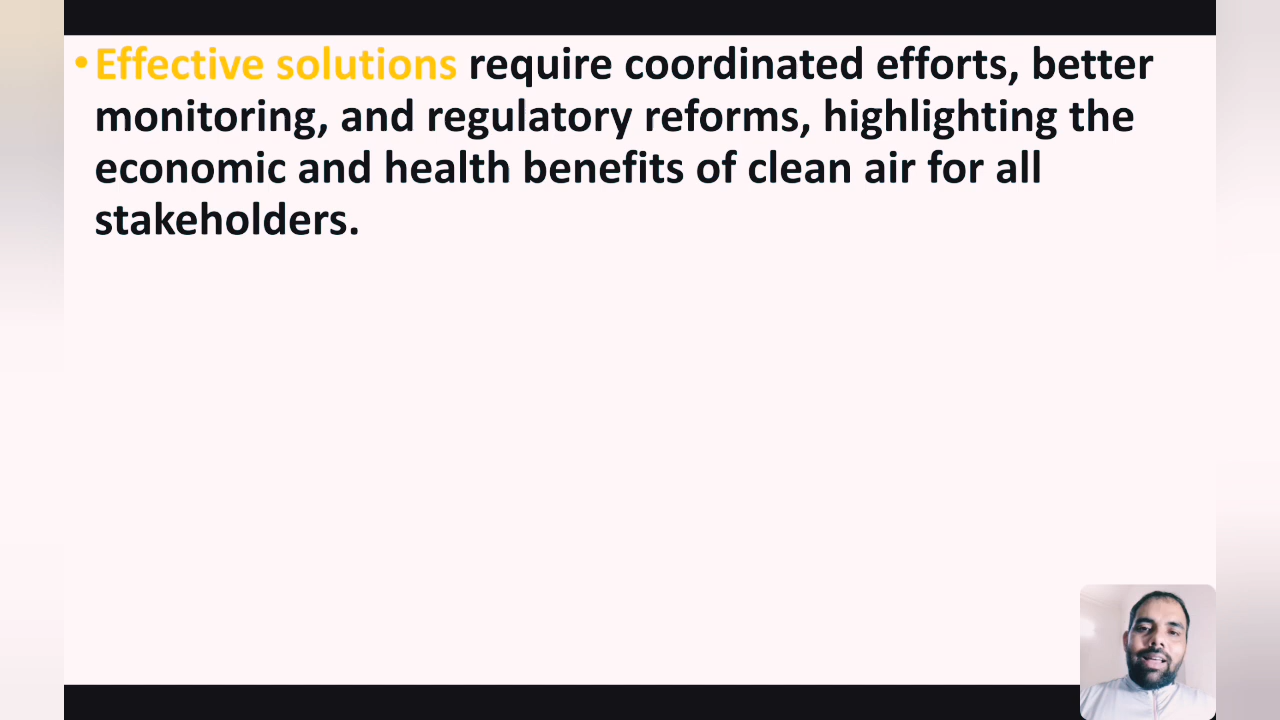 •Effective solutions require coordinated efforts, better
monitoring, and regulatory reforms, highlighting the
economic and health benefits of clean air for all
stakeholders.